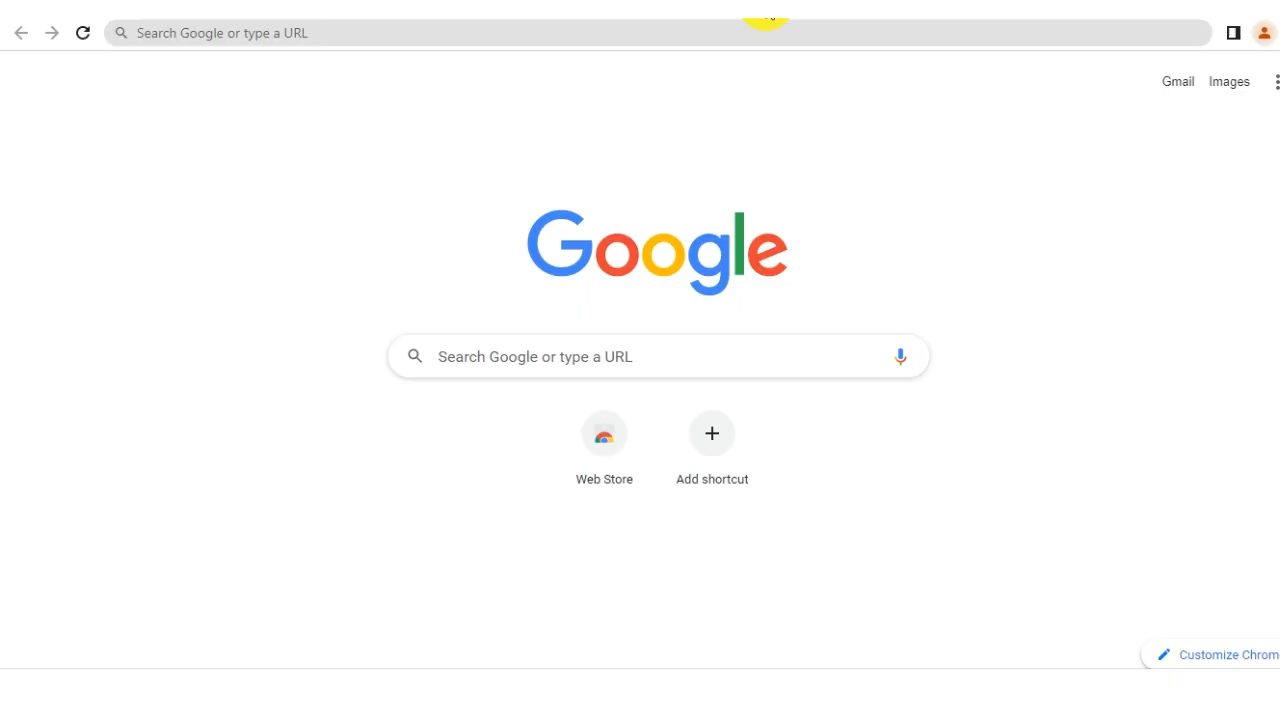 Search Google or type a URL
Gmail Images
Google
Search Google or type a URL
Web Store Add shortcut
Customize Chrom